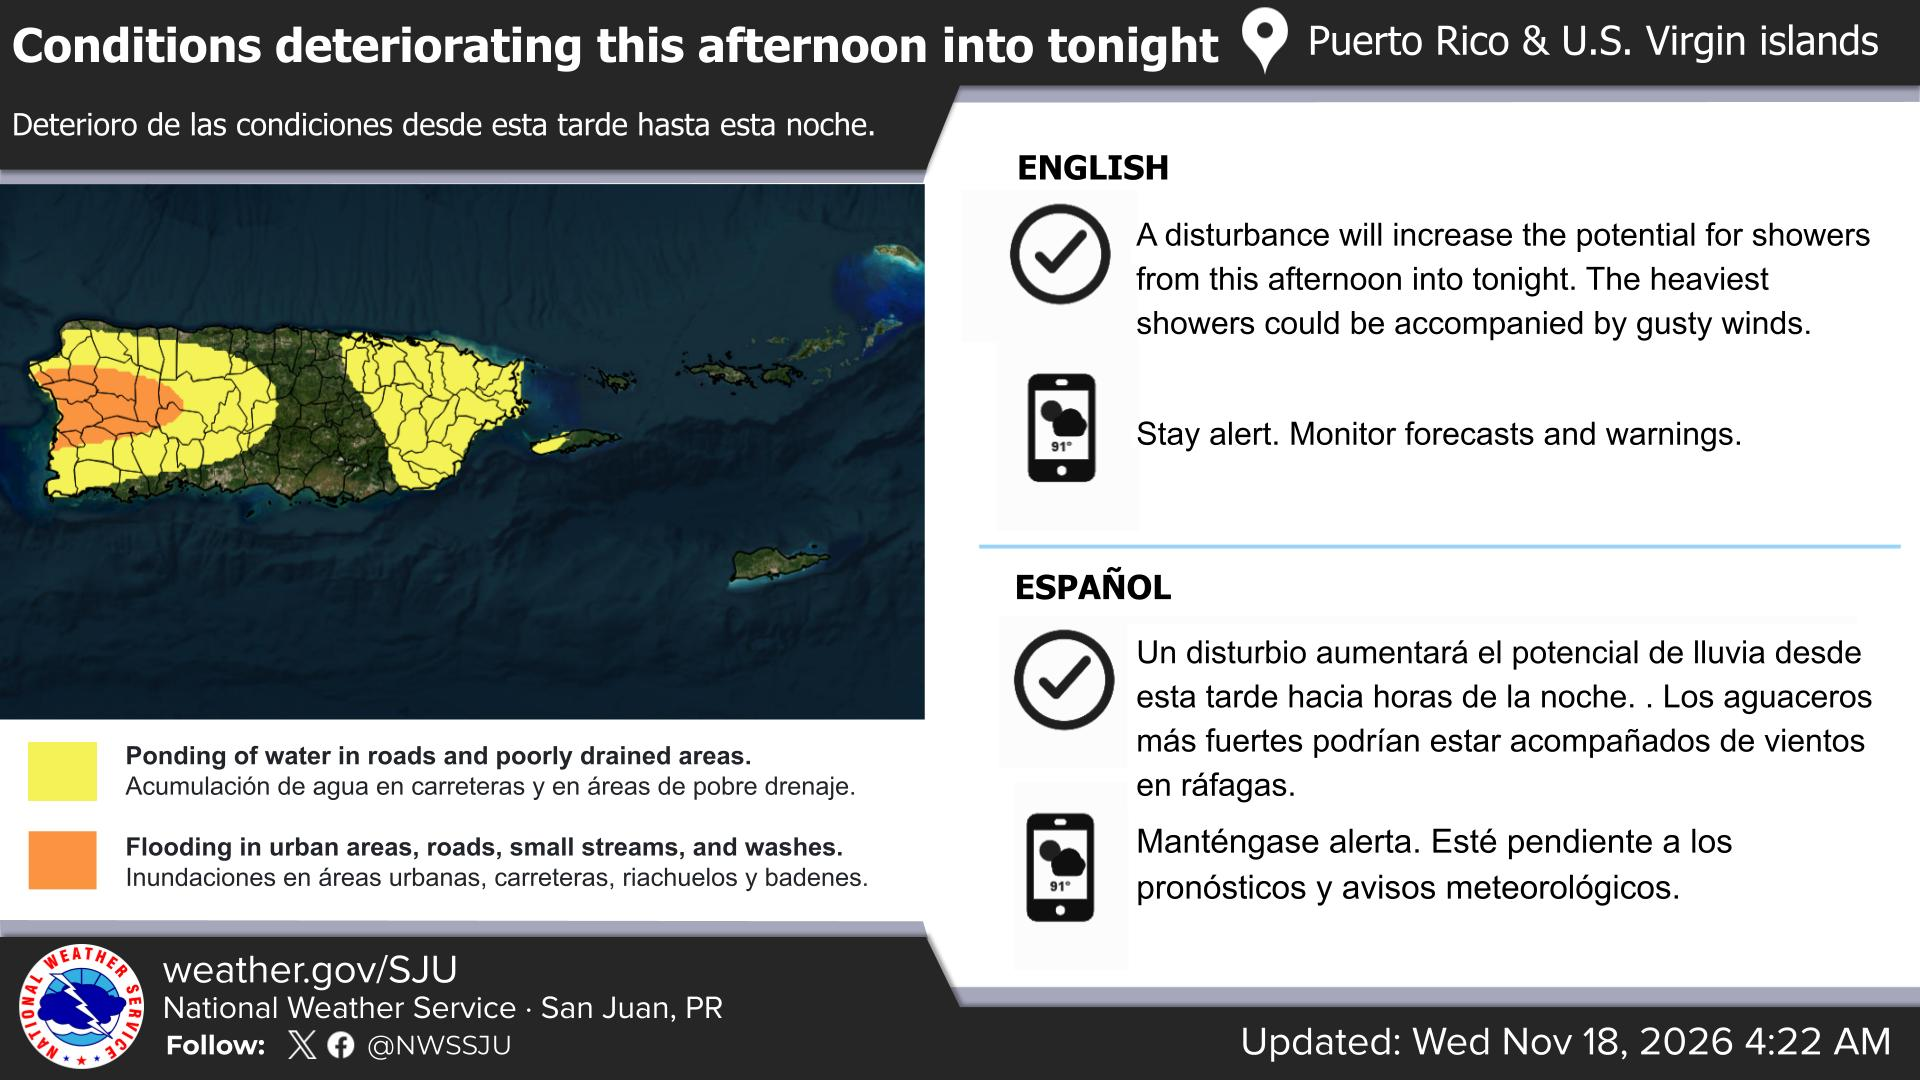 Conditions deteriorating this afternoon into tonight
Puerto Rico & U.S. Virgin islands
Deterioro de las condiciones desde esta tarde hasta esta noche.
ENGLISH
A disturbance will increase the potential for showers
from this afternoon into tonight. The heaviest
showers could be accompanied by gusty winds.
91°
Stay alert. Monitor forecasts and warnings.
ESPAÑOL
Un disturbio aumentará el potencial de lluvia desde
esta tarde hacia horas de la noche. . Los aguaceros
más fuertes podrían estar acompañados de vientos
en ráfagas.
91°
Manténgase alerta. Esté pendiente a los
pronósticos y avisos meteorológicos.
Ponding of water in roads and poorly drained areas.
Acumulación de agua en carreteras y en áreas de pobre drenaje.
Flooding in urban areas, roads, small streams, and washes.
Inundaciones en áreas urbanas, carreteras, riachuelos y badenes.
NATIONAL WEATHER SERVICE
weather.gov/SJU
National Weather Service · San Juan, PR
Follow: @NWSSJU
Updated: Wed Nov 18, 2026 4:22 AM